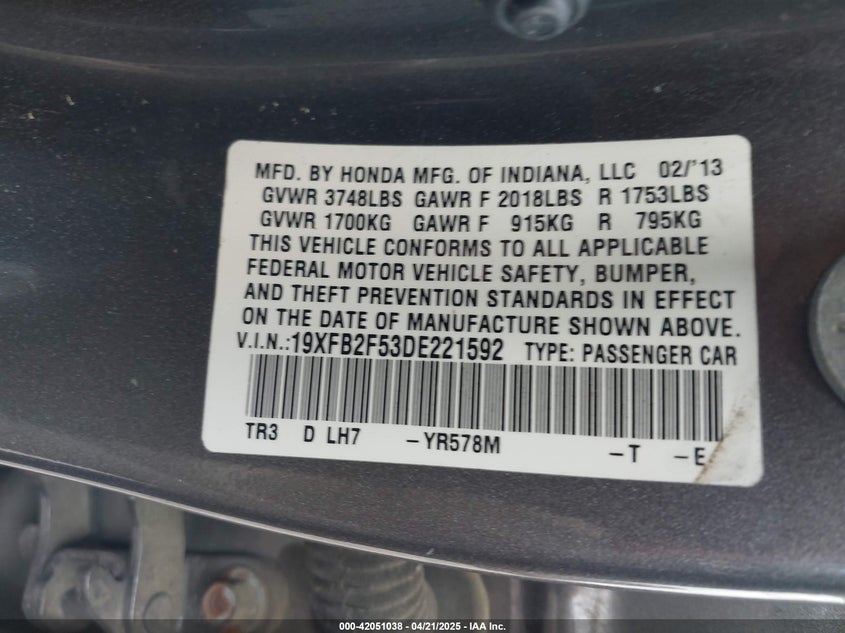 MFD. BY HONDA MFG. OF INDIANA, LLC 02/'13
GVWR 3748LBS GAWR F 2018LBS R 1753LBS
GVWR 1700KG GAWR F 915KG R 795KG
THIS VEHICLE CONFORMS TO ALL APPLICABLE
FEDERAL MOTOR VEHICLE SAFETY, BUMPER,
AND THEFT PREVENTION STANDARDS IN EFFECT
ON THE DATE OF MANUFACTURE SHOWN ABOVE.
V.I.N.:19XFB2F53DE221592 TYPE: PASSENGER CAR
TR3 D LH7 -YR578M -T -E
000-42051038 - 04/21/2025 - IAA Inc.